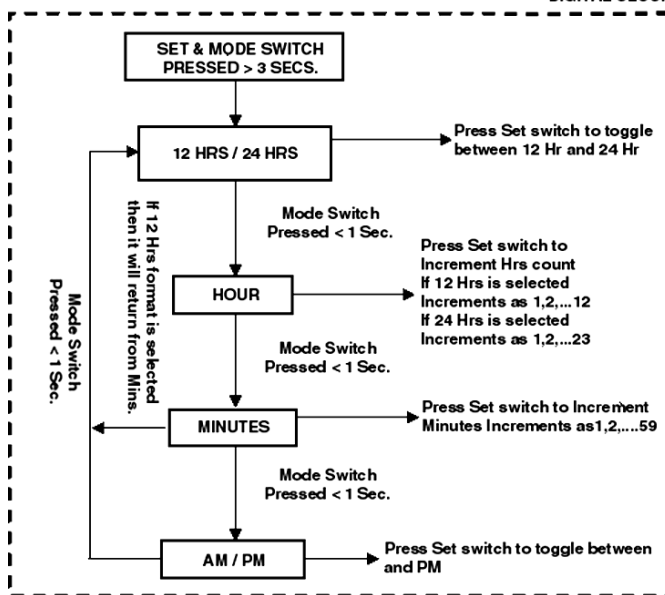 SET & MODE SWITCH
PRESSED > 3 SECS.
12 HRS / 24 HRS
Press Set switch to toggle
between 12 Hr and 24 Hr
Mode Switch
Pressed < 1 Sec.
If 12 Hrs format is selected
then it will return from Mins.
Mode Switch
Pressed < 1 Sec.
HOUR
Press Set switch to
Increment Hrs count
If 12 Hrs is selected
Increments as 1,2,...12
If 24 Hrs is selected
Increments as 1,2,...23
Mode Switch
Pressed < 1 Sec.
MINUTES
Press Set switch to Increment
Minutes Increments as1,2,....59
Mode Switch
Pressed < 1 Sec.
AM / PM
Press Set switch to toggle between
and PM